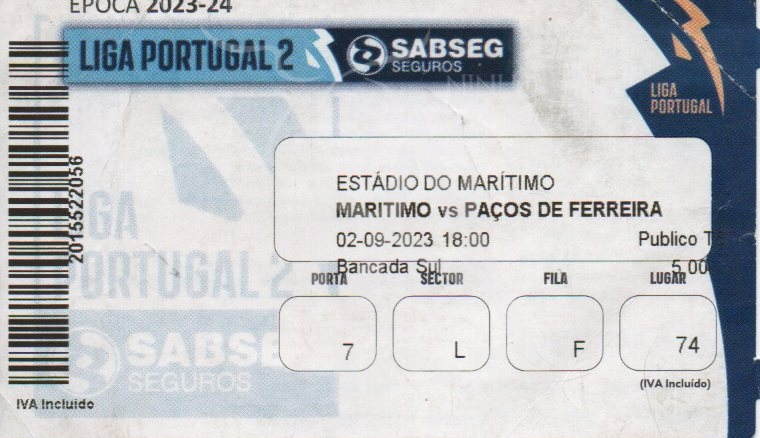 ÉPOCA 2023-24
LIGA PORTUGAL 2 SABSEG
SEGUROS
LIGA
PORTUGAL
2015522056
LIGA
PORTUGAL 2
SABSEG
SEGUROS
ESTÁDIO DO MARÍTIMO
MARITIMO vs PAÇOS DE FERREIRA
02-09-2023 18:00 Publico
Bancada Sul
PORTA SECTOR FILA LUGAR
7 L F 74
(IVA Incluído)
IVA Incluido